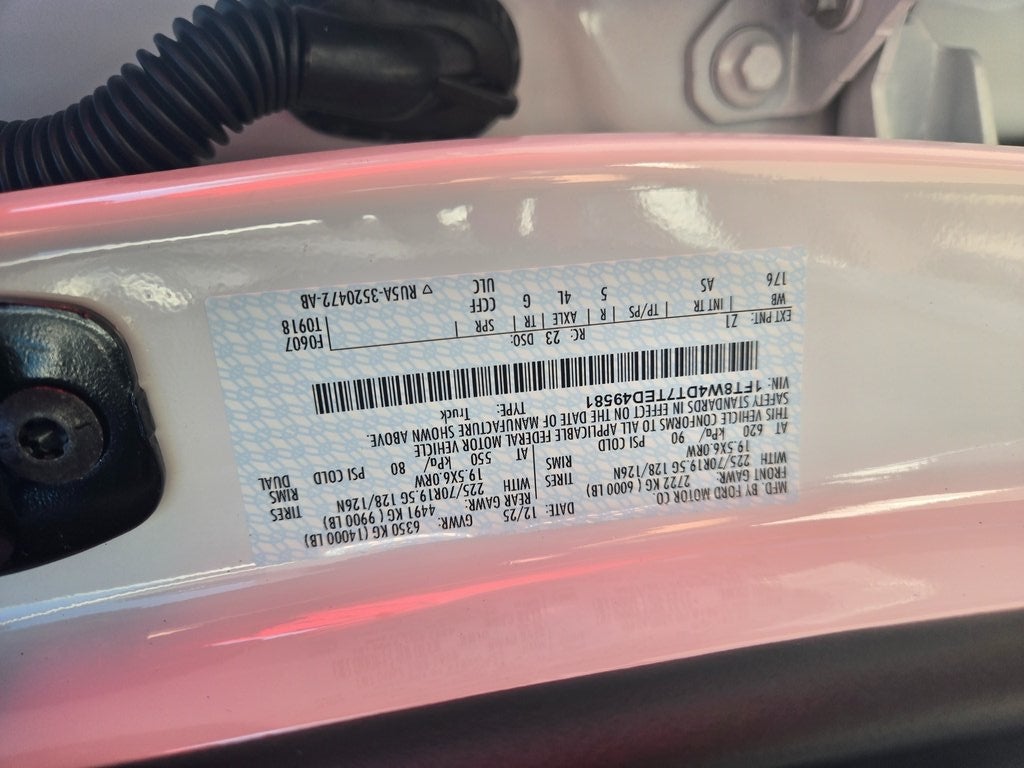 MFD. BY FORD MOTOR CO.
DATE: 12/25 GVWR: 6350 KG (14000 LB)
FRONT GAWR: 2722 KG ( 6000 LB) REAR GAWR: 4491 KG ( 9900 LB)
WITH 225/70R19.5G 128/126N TIRES WITH 225/70R19.5G 128/126N TIRES
19.5X6.0RW RIMS 19.5X6.0RW RIMS
AT 620 kPa/ 90 PSI COLD AT 550 kPa/ 80 PSI COLD DUAL
THIS VEHICLE CONFORMS TO ALL APPLICABLE FEDERAL MOTOR VEHICLE
SAFETY STANDARDS IN EFFECT ON THE DATE OF MANUFACTURE SHOWN ABOVE.
VIN: 1FT8W4DT7TED49581 TYPE: Truck
EXT PNT: Z1 RC: 23 DSO: F0607
WB | INT TR | TP/PS | R | AXLE | TR | SPR | T0918
176 AS 5 4L G CCFF
ULC ▽ RU5A-3520472-AB